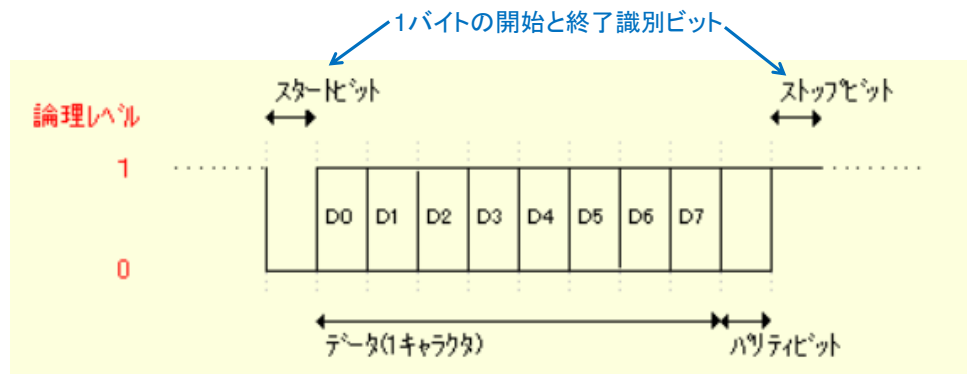 1バイトの開始と終了識別ビット
スタートビット
ストップビット
論理レベル
1
D0 D1 D2 D3 D4 D5 D6 D7
0
データ(1キャラクタ)
パリティビット